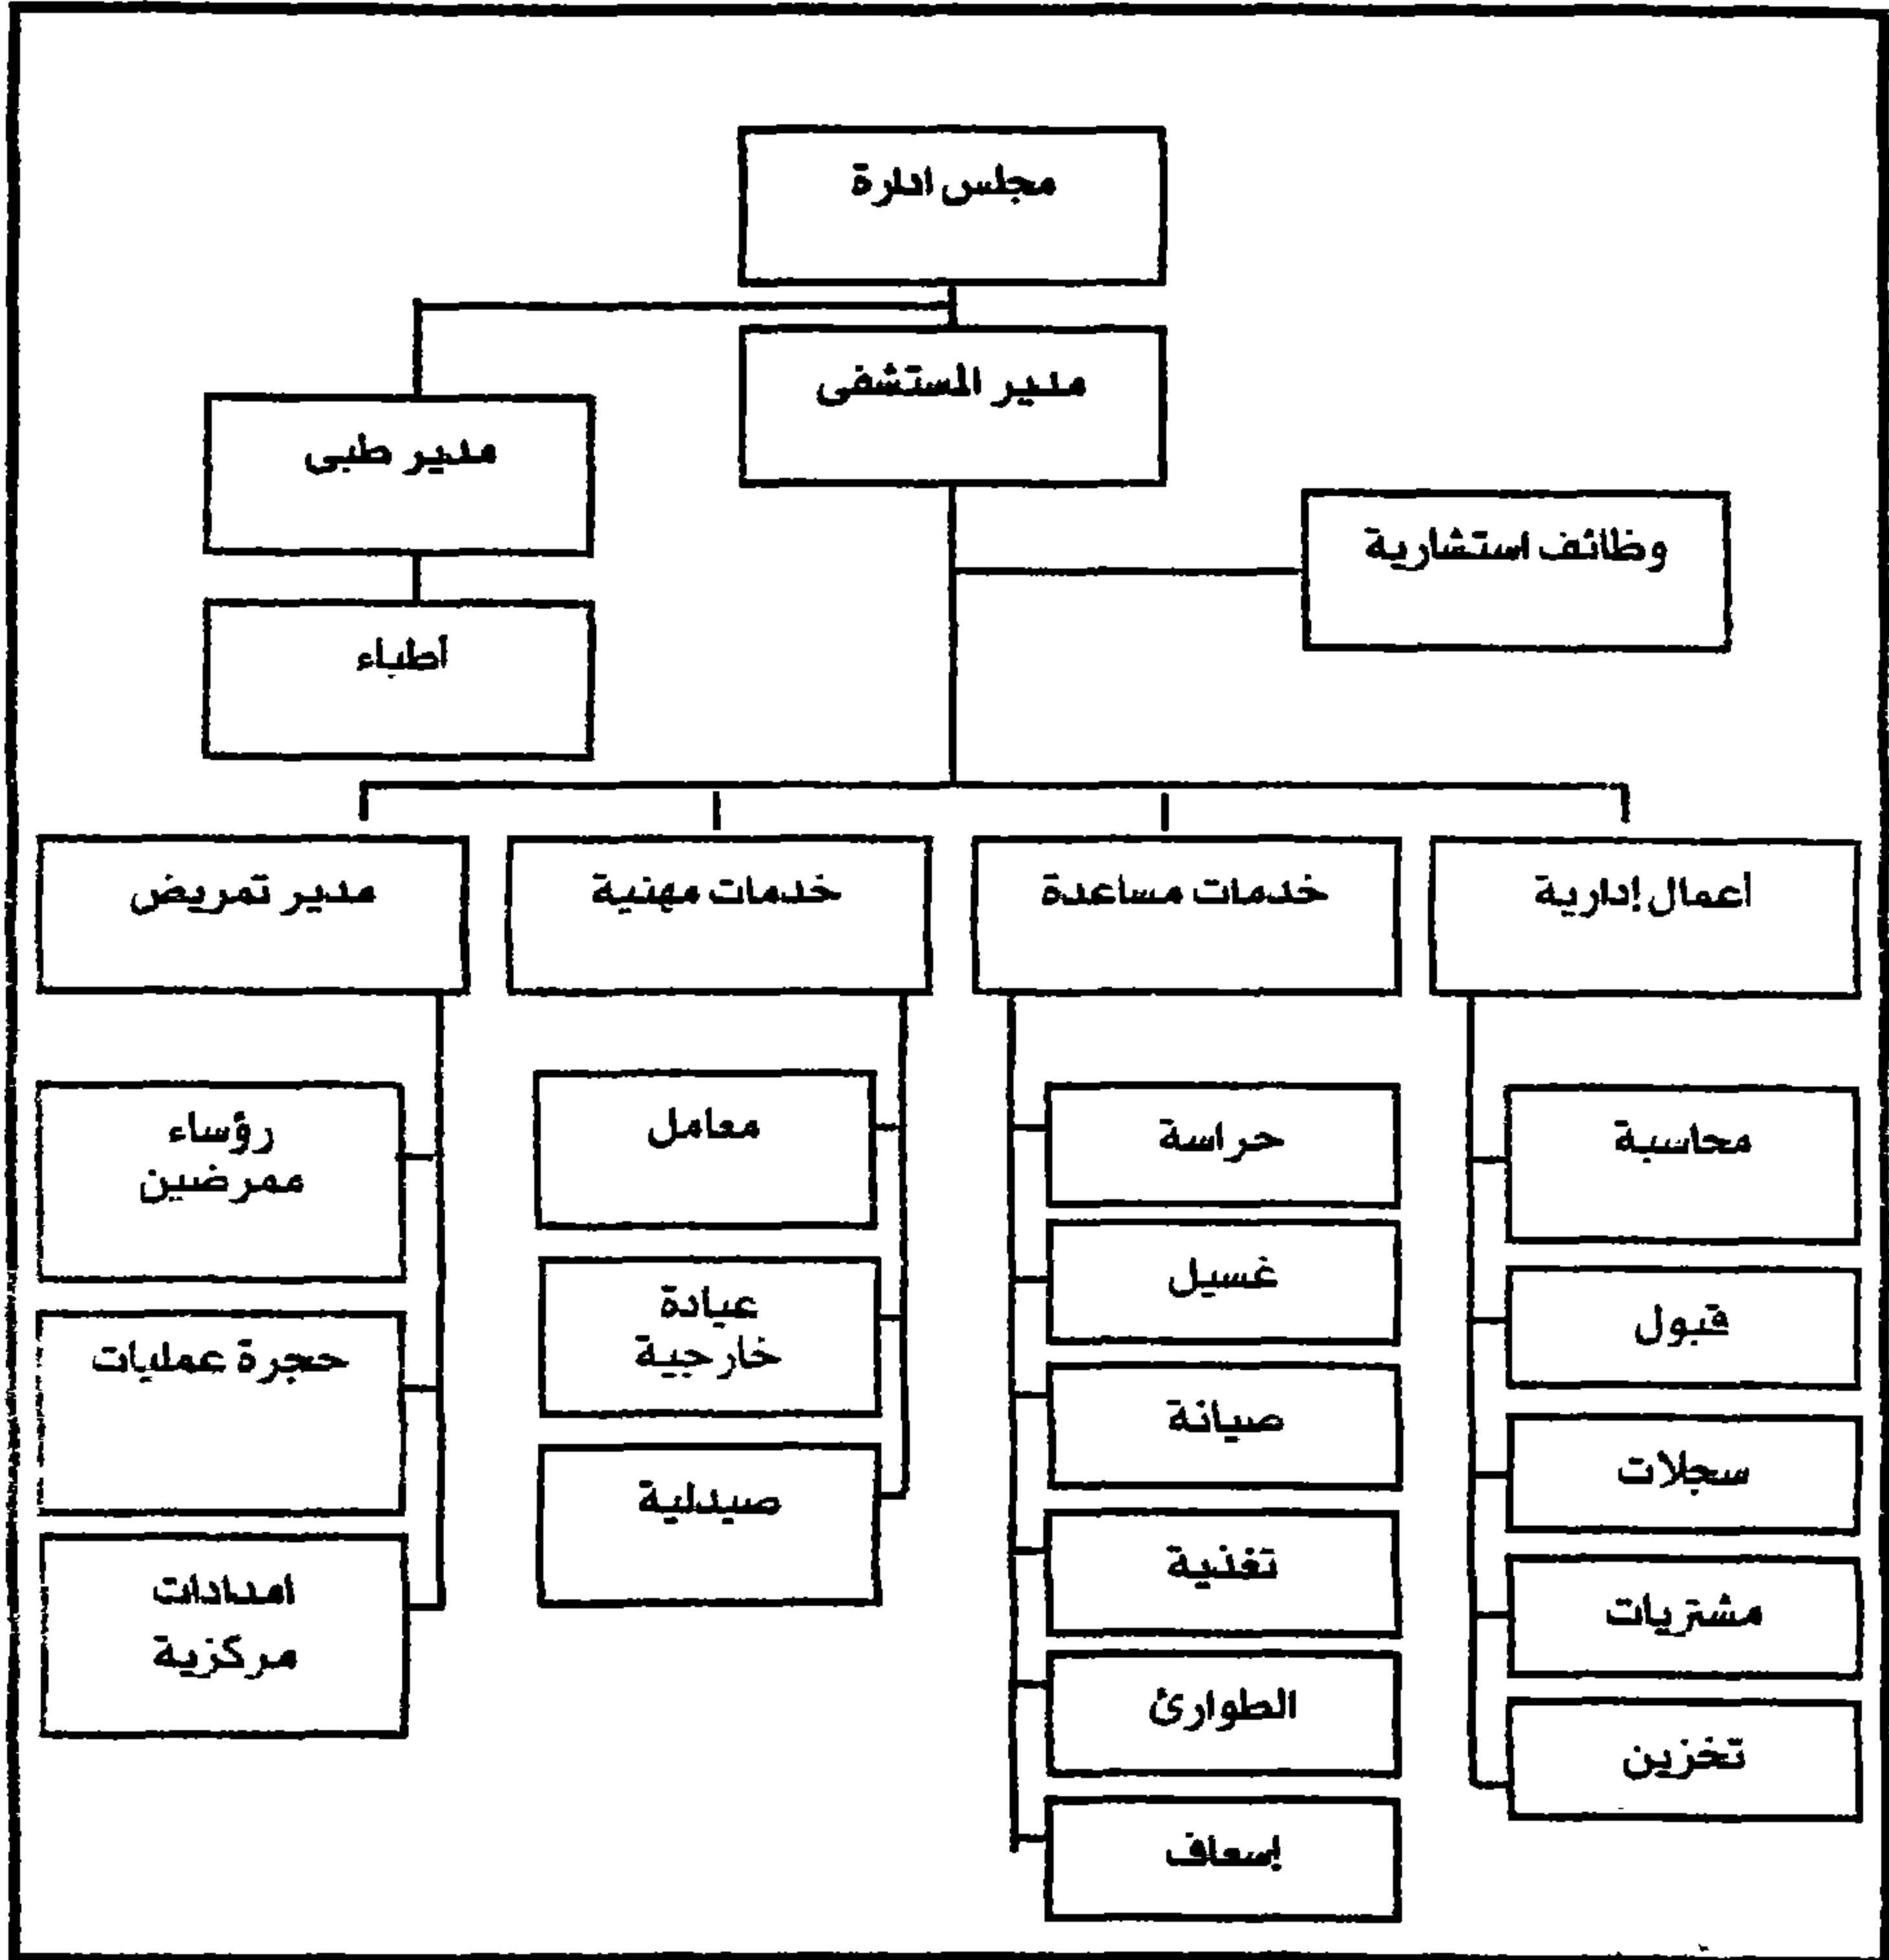 مجلس ادارة
مدير المستشفى
مدير طبى
وظائف استشارية
أطباء
أعمال إدارية
خدمات مساعدة
خدمات مهنية
مدير تمريض
محاسبة
قبول
سجلات
مشتريات
تخزين
حراسة
غسيل
صيانة
تغذية
الطوارئ
إسعاف
معامل
عيادة
خارجية
صيدلية
رؤساء
ممرضين
حجرة عمليات
امدادات
مركزية